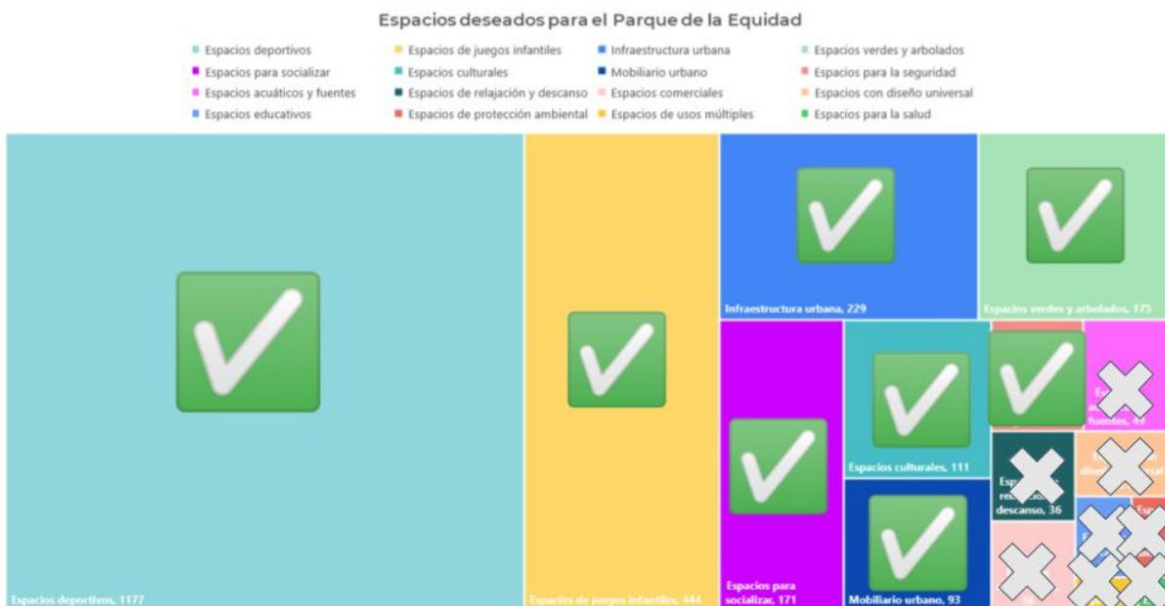 Espacios deseados para el Parque de la Equidad
Espacios deportivos
Espacios de juegos infantiles
Infraestructura urbana
Espacios verdes y arbolados
Espacios para socializar
Espacios culturales
Mobiliario urbano
Espacios para la seguridad
Espacios acuáticos y fuentes
Espacios de relajación y descanso
Espacios comerciales
Espacios con diseño universal
Espacios educativos
Espacios de protección ambiental
Espacios de usos múltiples
Espacios para la salud
Infraestructura urbana, 229
Espacios verdes y arbolados, 175
fuentes, 49
Espacios culturales, 111
descanso, 36
Espacios para
socializar, 171
Espacios deportivos, 1177
Espacios de juegos infantiles, 444
Mobiliario urbano, 93